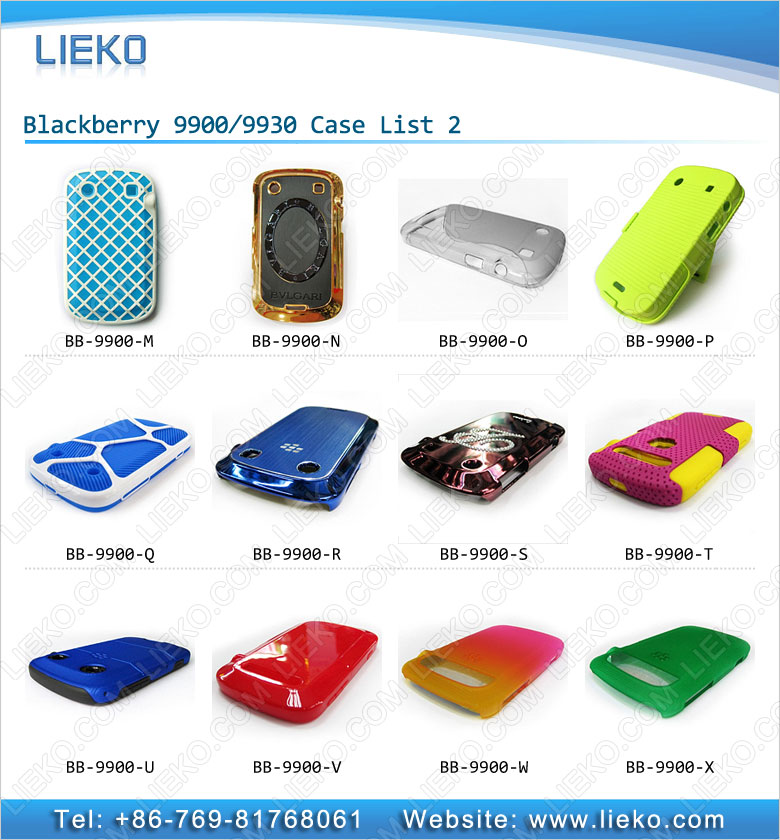 LIEKO
Blackberry 9900/9930 Case List 2
BVLGARI
BB-9900-M BB-9900-N BB-9900-O BB-9900-P
BB-9900-Q BB-9900-R BB-9900-S BB-9900-T
BB-9900-U BB-9900-V BB-9900-W BB-9900-X
Tel: +86-769-81768061 Website: www.lieko.com
LIEKO.COM